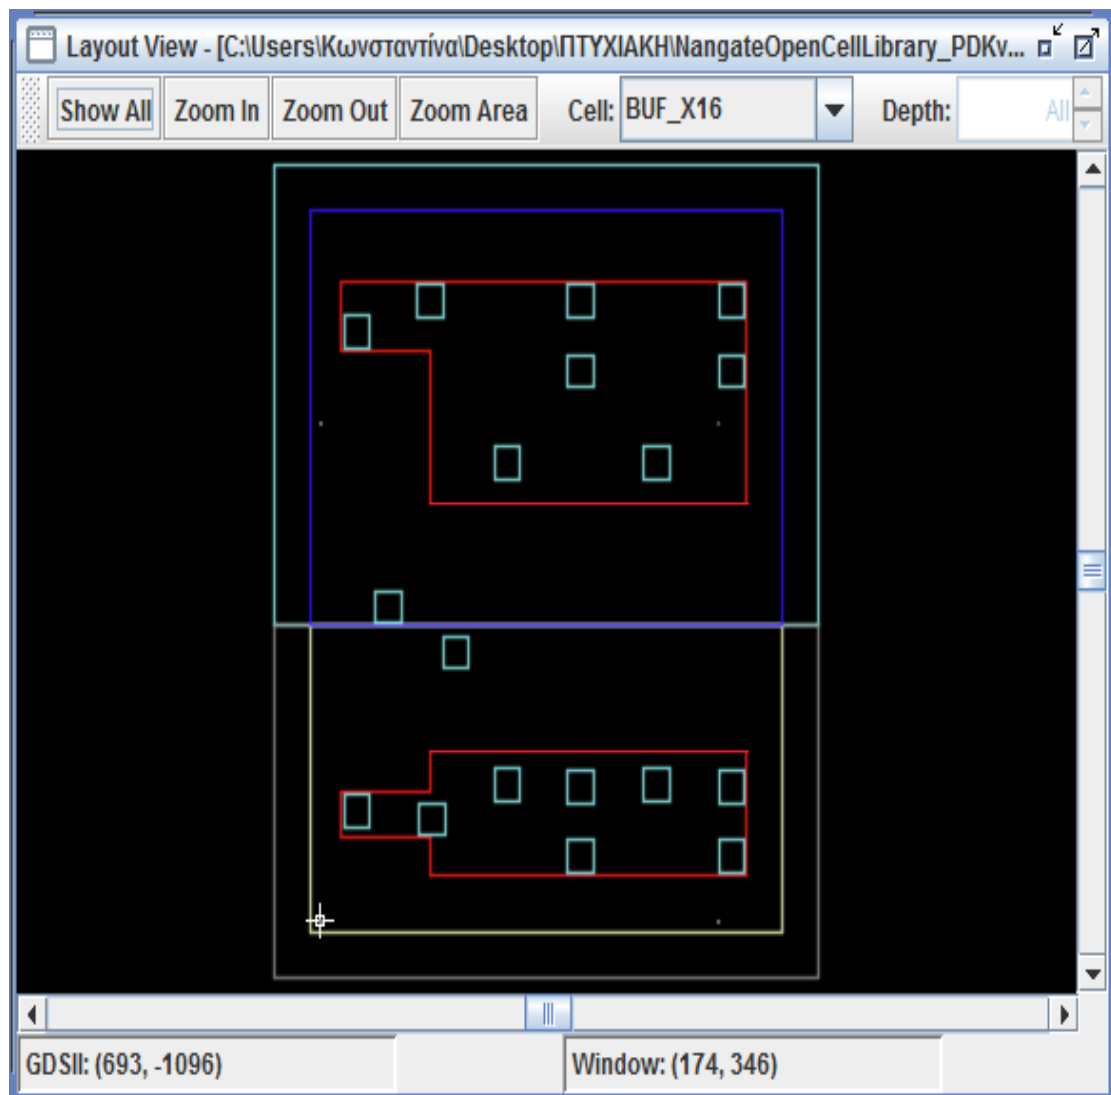 Layout View - [C:\Users\Κωνσταντίνα\Desktop\ΠΤΥΧΙΑΚΗ\NangateOpenCellLibrary_PDKv...
Show All Zoom In Zoom Out Zoom Area Cell: BUF_X16 Depth: All
GDSII: (693, -1096) Window: (174, 346)